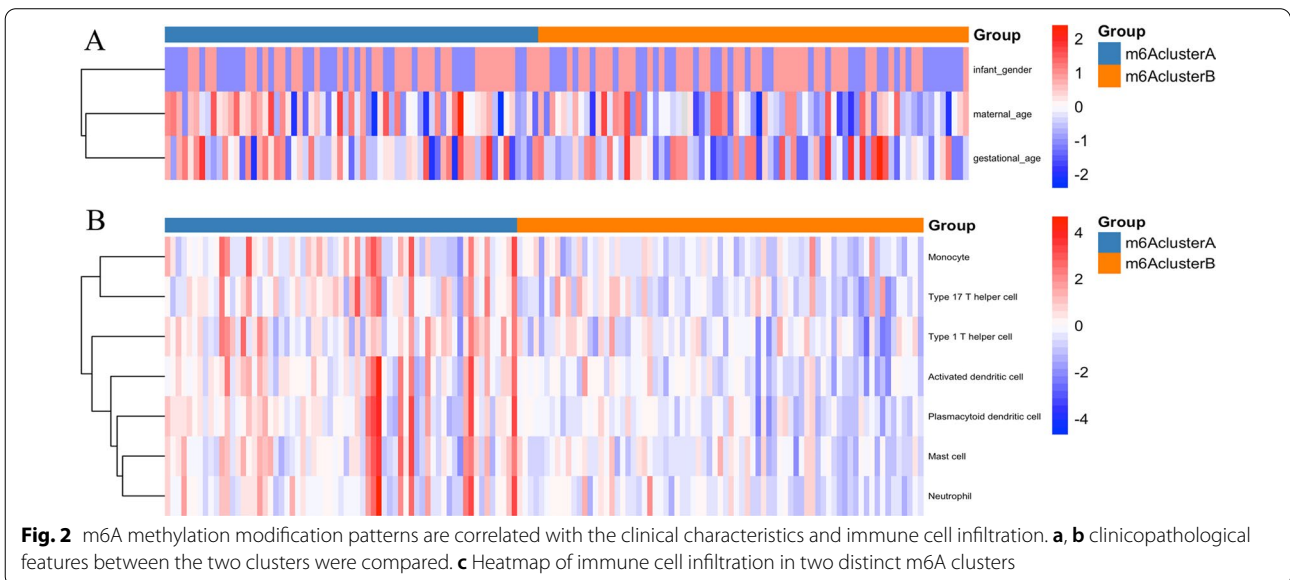 A
Group
infant_gender
maternal_age
gestational_age
2
1
0
-1
-2
Group
m6AclusterA
m6AclusterB
B
Group
Monocyte
Type 17 T helper cell
Type 1 T helper cell
Activated dendritic cell
Plasmacytoid dendritic cell
Mast cell
Neutrophil
4
2
0
-2
-4
Group
m6AclusterA
m6AclusterB
Fig. 2 m6A methylation modification patterns are correlated with the clinical characteristics and immune cell infiltration. a, b clinicopathological
features between the two clusters were compared. c Heatmap of immune cell infiltration in two distinct m6A clusters